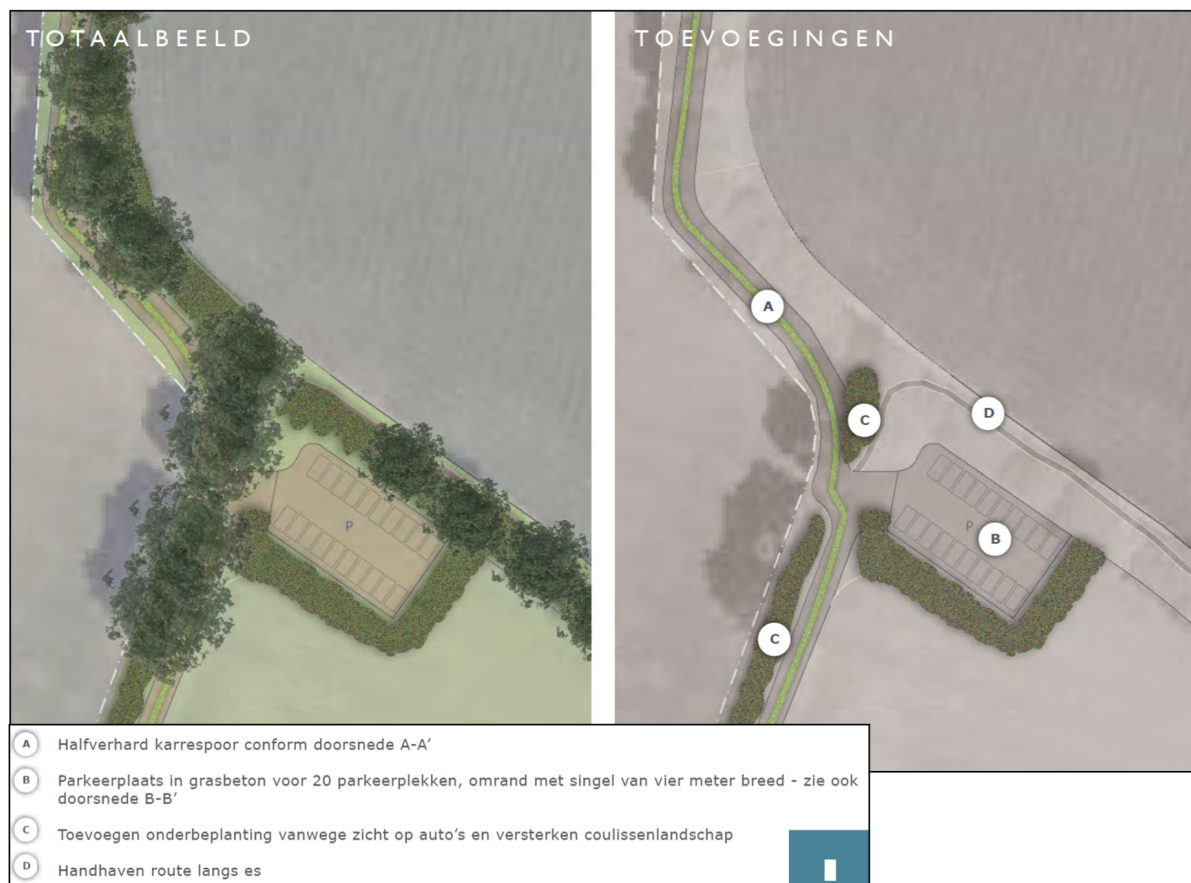 TOTAALBEELD
P
TOEVOEGINGEN
A
C
D
P
B
C
A Halfverhard karrespoor conform doorsnede A-A’
B Parkeerplaats in grasbeton voor 20 parkeerplekken, omrand met singel van vier meter breed - zie ook
doorsnede B-B’
C Toevoegen onderbeplanting vanwege zicht op auto’s en versterken coulissenlandschap
D Handhaven route langs es